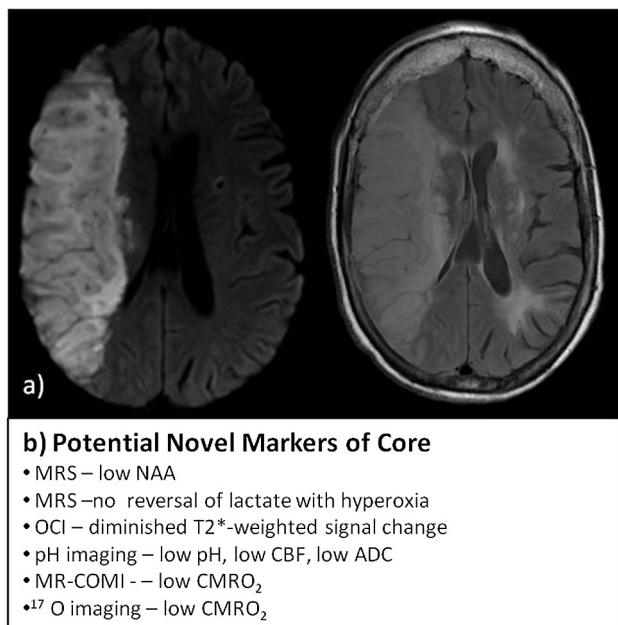 a)
b) Potential Novel Markers of Core
• MRS – low NAA
• MRS –no reversal of lactate with hyperoxia
• OCI – diminished T2*-weighted signal change
• pH imaging – low pH, low CBF, low ADC
• MR-COMI - – low CMRO₂
•¹⁷ O imaging – low CMRO₂